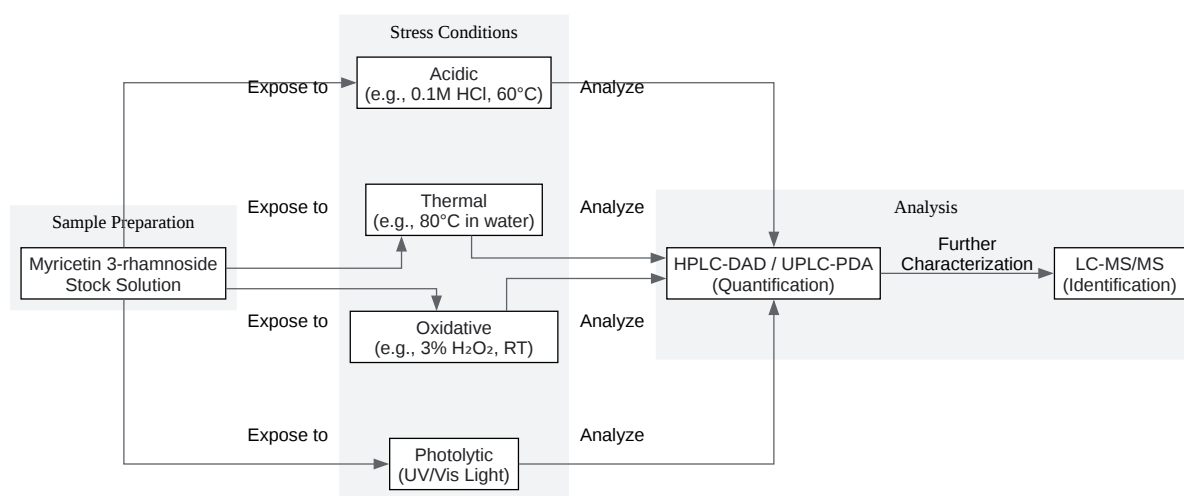 Stress Conditions
Expose to
Acidic
(e.g., 0.1M HCl, 60°C)
Analyze
Expose to
Thermal
(e.g., 80°C in water)
Analyze
Sample Preparation
Myricetin 3-rhamnoside
Stock Solution
Analysis
HPLC-DAD / UPLC-PDA
(Quantification)
Further
Characterization
LC-MS/MS
(Identification)
Expose to
Oxidative
(e.g., 3% H₂O₂, RT)
Analyze
Expose to
Photolytic
(UV/Vis Light)
Analyze